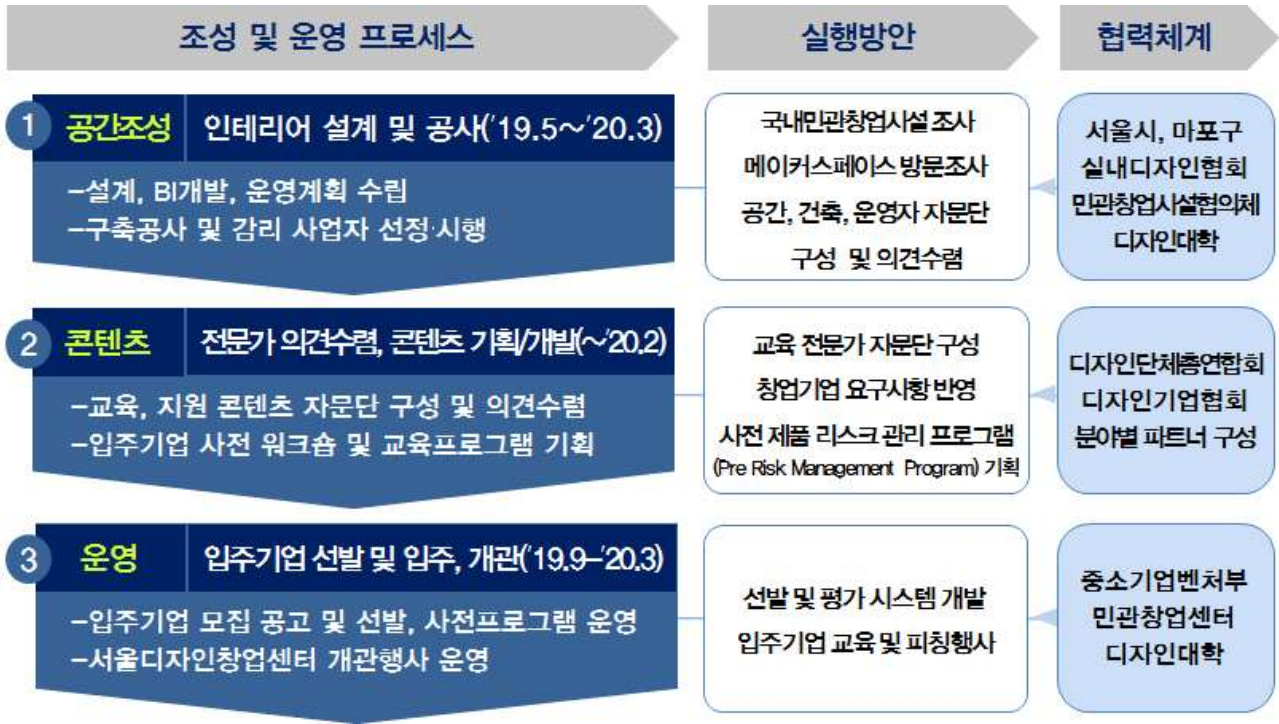 조성 및 운영 프로세스
실행방안
협력체계
1
공간조성
인테리어 설계 및 공사('19.5~'20.3)
-설계, BI개발, 운영계획 수립
-구축공사 및 감리 사업자 선정·시행
국내민관창업시설 조사
메이커스페이스 방문조사
공간, 건축, 운영자 자문단
구성 및 의견수렴
서울시, 마포구
실내디자인협회
민관창업시설협의체
디자인대학
2
콘텐츠
전문가 의견수렴, 콘텐츠 기획/개발(~'20.2)
-교육, 지원 콘텐츠 자문단 구성 및 의견수렴
-입주기업 사전 워크숍 및 교육프로그램 기획
교육 전문가 자문단 구성
창업기업 요구사항 반영
사전 제품 리스크 관리 프로그램
(Pre Risk Management Program) 기획
디자인단체총연합회
디자인기업협회
분야별 파트너 구성
3
운영
입주기업 선발 및 입주, 개관('19.9-'20.3)
-입주기업 모집 공고 및 선발, 사전프로그램 운영
-서울디자인창업센터 개관행사 운영
선발 및 평가 시스템 개발
입주기업 교육 및 피칭행사
중소기업벤처부
민관창업센터
디자인대학